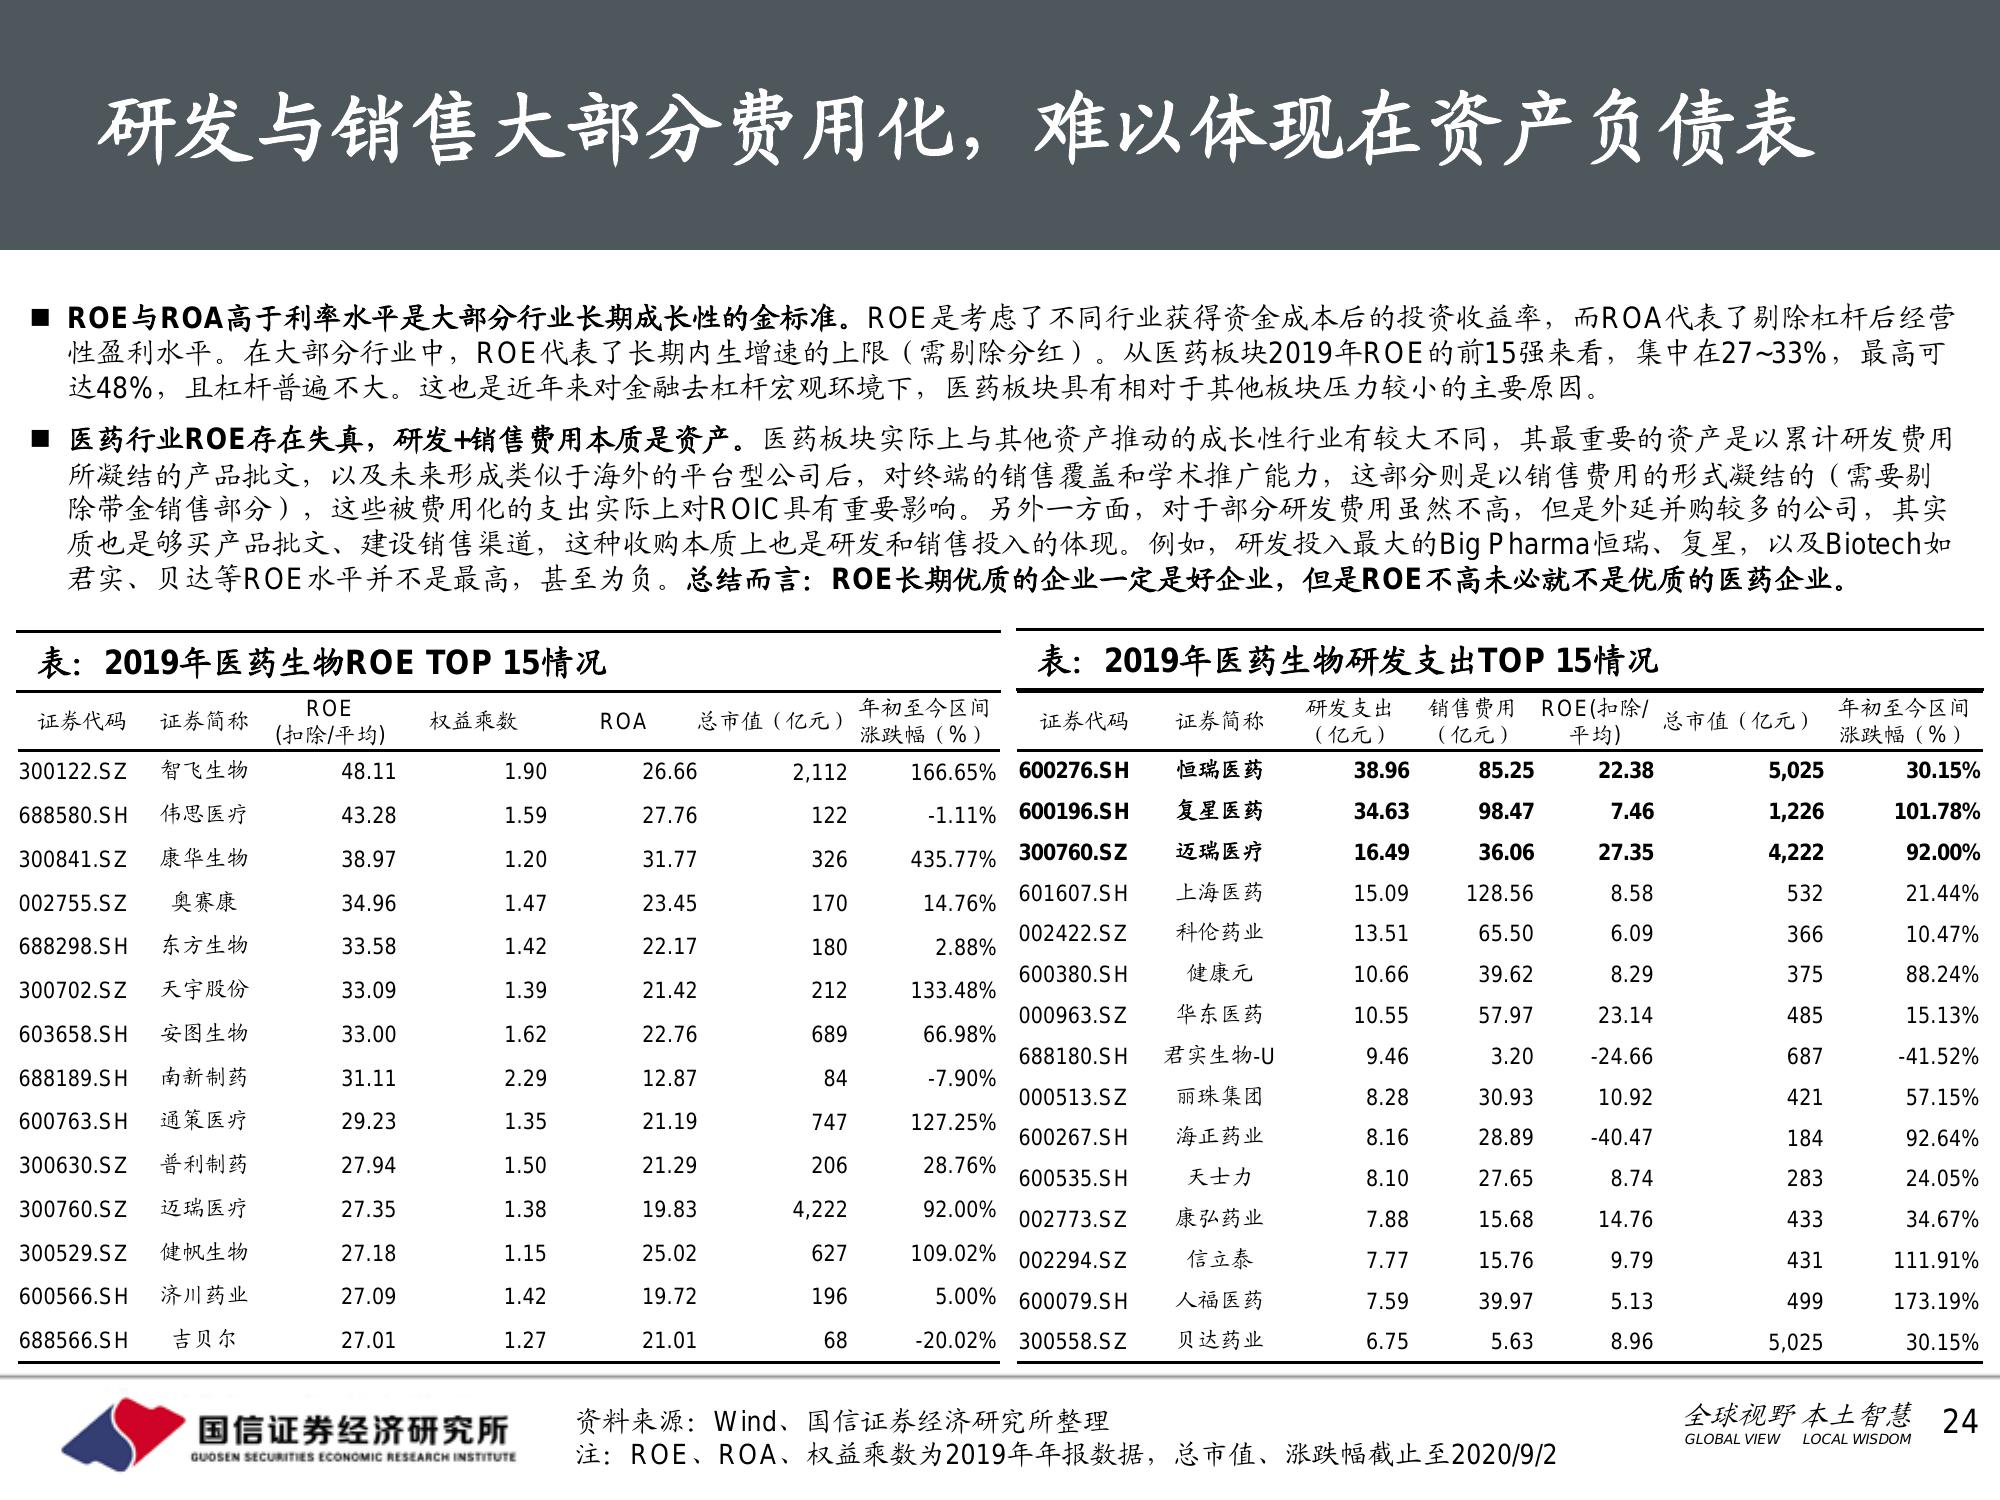 研发与销售大部分费用化，难以体现在资产负债表
■ ROE与ROA高于利率水平是大部分行业长期成长性的金标准。ROE是考虑了不同行业获得资金成本后的投资收益率，而ROA代表了剔除杠杆后经营
性盈利水平。在大部分行业中，ROE代表了长期内生增速的上限（需剔除分红）。从医药板块2019年ROE的前15强来看，集中在27~33%，最高可
达48%，且杠杆普遍不大。这也是近年来对金融去杠杆宏观环境下，医药板块具有相对于其他板块压力较小的主要原因。
■ 医药行业ROE存在失真，研发+销售费用本质是资产。医药板块实际上与其他资产推动的成长性行业有较大不同，其最重要的资产是以累计研发费用
所凝结的产品批文，以及未来形成类似于海外的平台型公司后，对终端的销售覆盖和学术推广能力，这部分则是以销售费用的形式凝结的（需要剔
除带金销售部分），这些被费用化的支出实际上对ROIC具有重要影响。另外一方面，对于部分研发费用虽然不高，但是外延并购较多的公司，其实
质也是够买产品批文、建设销售渠道，这种收购本质上也是研发和销售投入的体现。例如，研发投入最大的Big Pharma恒瑞、复星，以及Biotech如
君实、贝达等ROE水平并不是最高，甚至为负。总结而言：ROE长期优质的企业一定是好企业，但是ROE不高未必就不是优质的医药企业。
表：2019年医药生物ROE TOP 15情况
证券代码 证券简称 ROE(扣除/平均) 权益乘数 ROA 总市值（亿元） 年初至今区间涨跌幅（%）
300122.SZ 智飞生物 48.11 1.90 26.66 2,112 166.65%
688580.SH 伟思医疗 43.28 1.59 27.76 122 -1.11%
300841.SZ 康华生物 38.97 1.20 31.77 326 435.77%
002755.SZ 奥赛康 34.96 1.47 23.45 170 14.76%
688298.SH 东方生物 33.58 1.42 22.17 180 2.88%
300702.SZ 天宇股份 33.09 1.39 21.42 212 133.48%
603658.SH 安图生物 33.00 1.62 22.76 689 66.98%
688189.SH 南新制药 31.11 2.29 12.87 84 -7.90%
600763.SH 通策医疗 29.23 1.35 21.19 747 127.25%
300630.SZ 普利制药 27.94 1.50 21.29 206 28.76%
300760.SZ 迈瑞医疗 27.35 1.38 19.83 4,222 92.00%
300529.SZ 健帆生物 27.18 1.15 25.02 627 109.02%
600566.SH 济川药业 27.09 1.42 19.72 196 5.00%
688566.SH 吉贝尔 27.01 1.27 21.01 68 -20.02%
表：2019年医药生物研发支出TOP 15情况
证券代码 证券简称 研发支出（亿元） 销售费用（亿元） ROE(扣除/平均) 总市值（亿元） 年初至今区间涨跌幅（%）
600276.SH 恒瑞医药 38.96 85.25 22.38 5,025 30.15%
600196.SH 复星医药 34.63 98.47 7.46 1,226 101.78%
300760.SZ 迈瑞医疗 16.49 36.06 27.35 4,222 92.00%
601607.SH 上海医药 15.09 128.56 8.58 532 21.44%
002422.SZ 科伦药业 13.51 65.50 6.09 366 10.47%
600380.SH 健康元 10.66 39.62 8.29 375 88.24%
000963.SZ 华东医药 10.55 57.97 23.14 485 15.13%
688180.SH 君实生物-U 9.46 3.20 -24.66 687 -41.52%
000513.SZ 丽珠集团 8.28 30.93 10.92 421 57.15%
600267.SH 海正药业 8.16 28.89 -40.47 184 92.64%
600535.SH 天士力 8.10 27.65 8.74 283 24.05%
002773.SZ 康弘药业 7.88 15.68 14.76 433 34.67%
002294.SZ 信立泰 7.77 15.76 9.79 431 111.91%
600079.SH 人福医药 7.59 39.97 5.13 499 173.19%
300558.SZ 贝达药业 6.75 5.63 8.96 5,025 30.15%
国信证券经济研究所
GUOSEN SECURITIES ECONOMIC RESEARCH INSTITUTE
资料来源：Wind、国信证券经济研究所整理
注：ROE、ROA、权益乘数为2019年年报数据，总市值、涨跌幅截止至2020/9/2
全球视野 本土智慧
GLOBAL VIEW LOCAL WISDOM
24